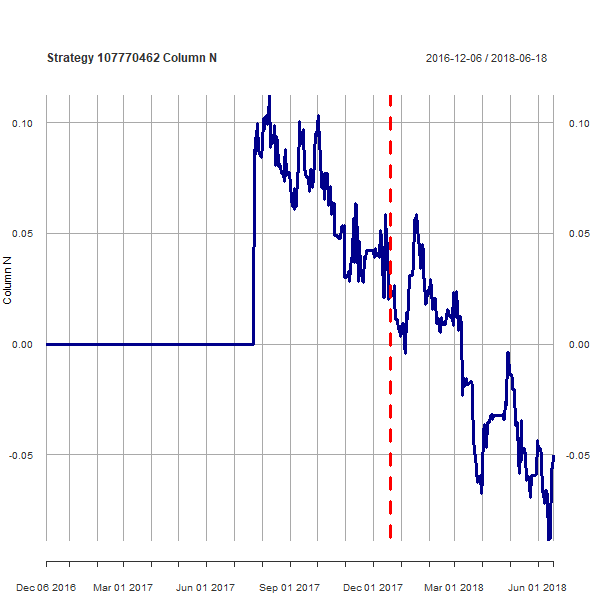 Strategy 107770462 Column N
2016-12-06 / 2018-06-18
0.10 0.10
0.05 0.05
Column N
0.00 0.00
-0.05 -0.05
Dec 06 2016 Mar 01 2017 Jun 01 2017 Sep 01 2017 Dec 01 2017 Mar 01 2018 Jun 01 2018